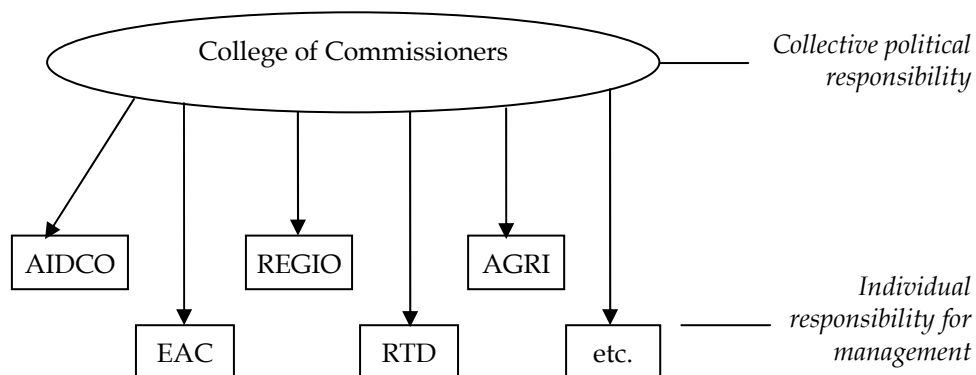 College of Commissioners
Collective political
responsibility
AIDCO
REGIO
AGRI
EAC
RTD
etc.
Individual
responsibility for
management